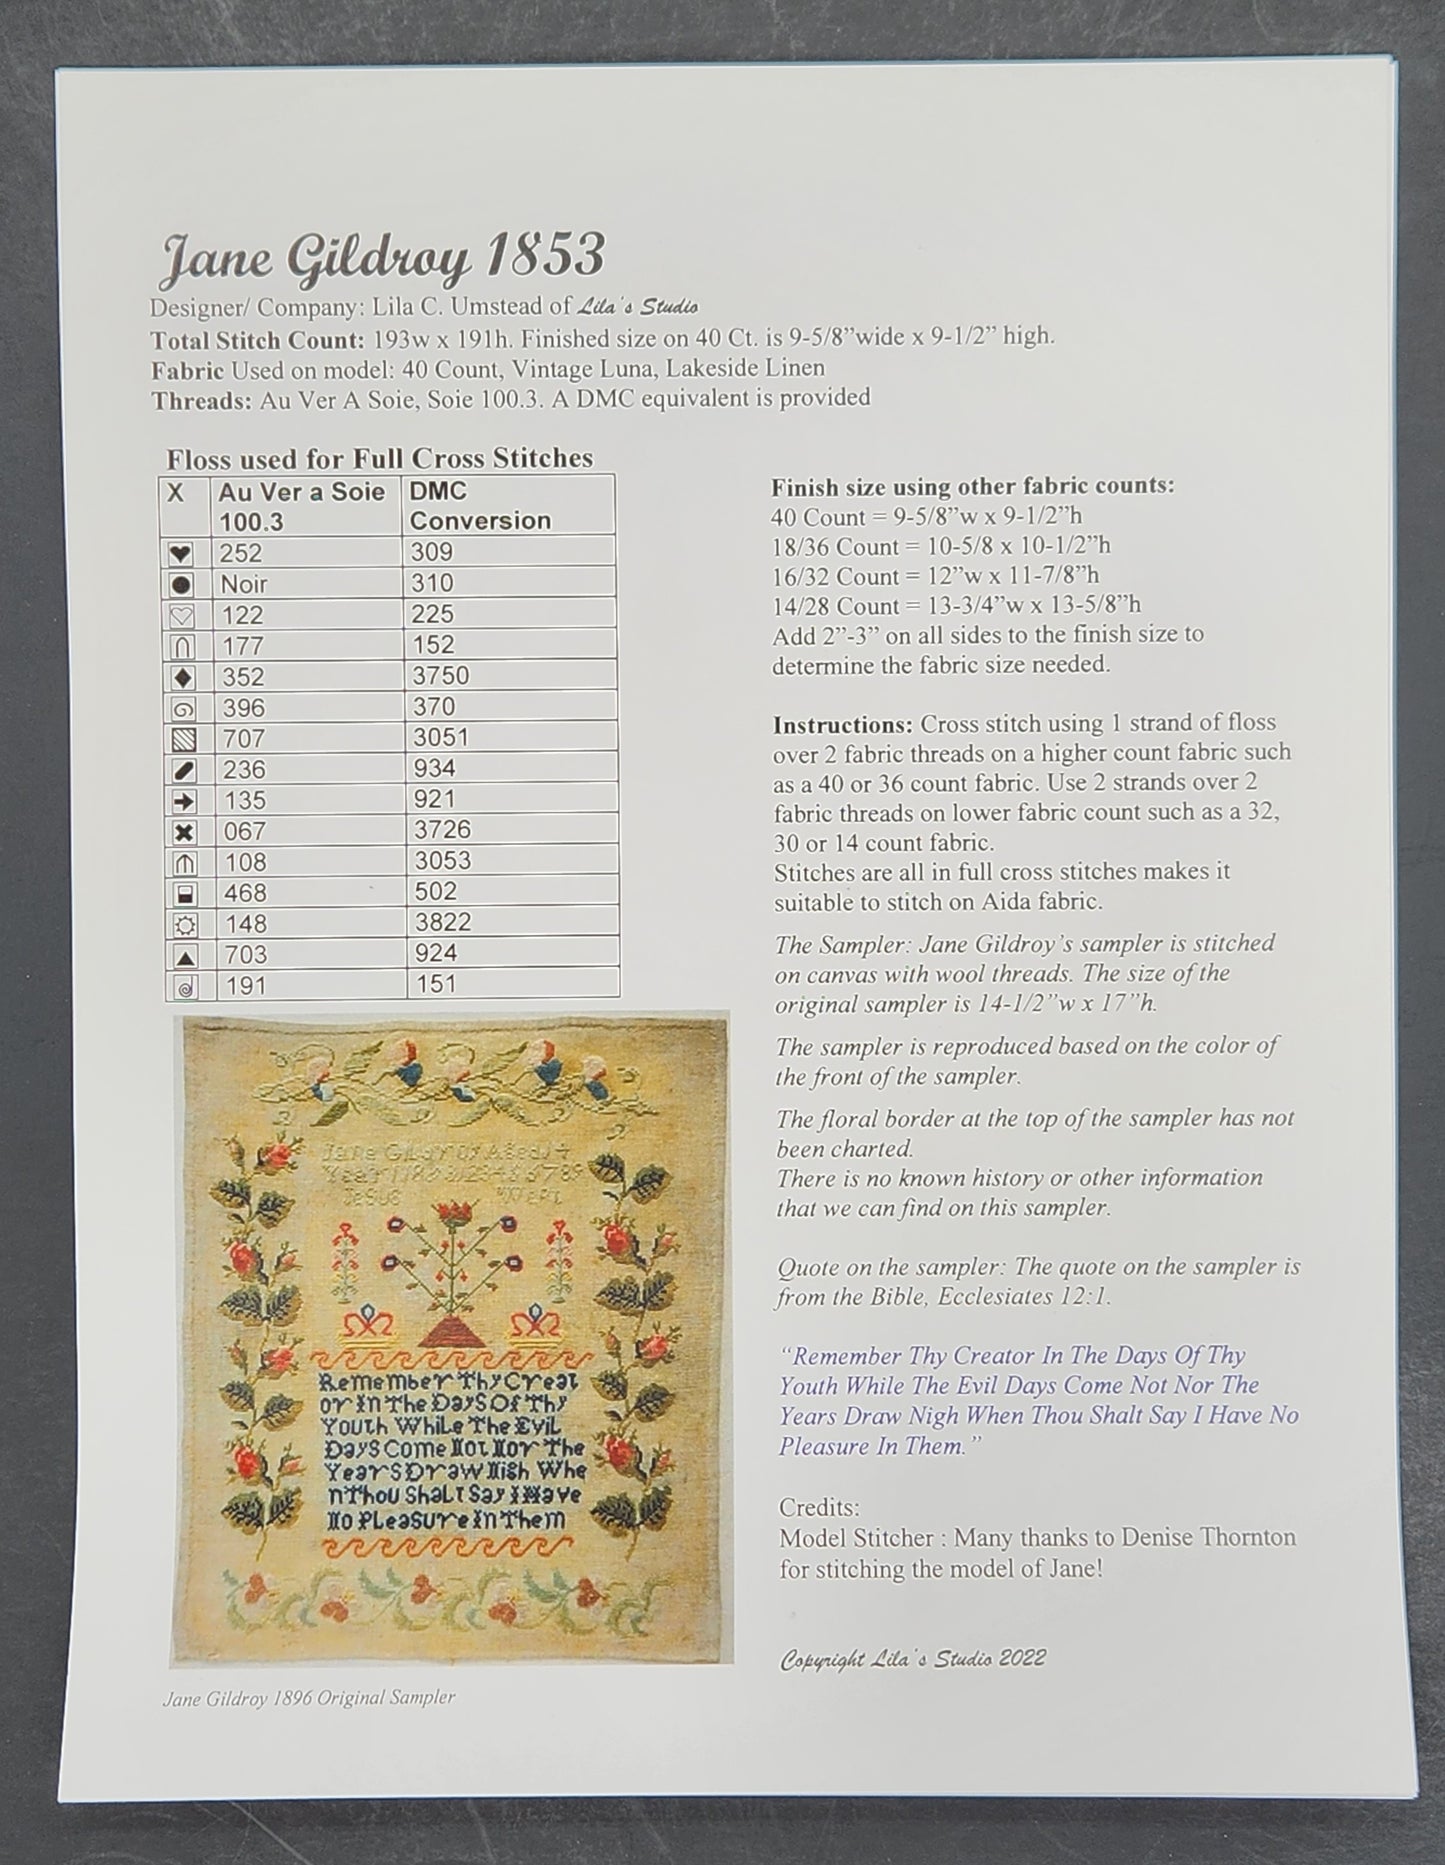 Jane Gildroy 1853
Designer/ Company: Lila C. Umstead of Lila's Studio
Total Stitch Count: 193w x 191h. Finished size on 40 Ct. is 9-5/8”wide x 9-1/2” high.
Fabric Used on model: 40 Count, Vintage Luna, Lakeside Linen
Threads: Au Ver A Soie, Soie 100.3. A DMC equivalent is provided
Floss used for Full Cross Stitches
X Au Ver a Soie 100.3 DMC Conversion
252 309
Noir 310
122 225
177 152
352 3750
396 370
707 3051
236 934
135 921
067 3726
108 3053
468 502
148 3822
703 924
191 151
Jane Gildroy Aged 14
Jesus Wept
Remember Thy Creat
or In The Days Of Thy
Youth While The Evil
Days Come Not Nor The
Years Draw Nigh Whe
n Thou Shalt Say I Have
No Pleasure In Them
Jane Gildroy 1896 Original Sampler
Finish size using other fabric counts:
40 Count = 9-5/8”w x 9-1/2”h
18/36 Count = 10-5/8 x 10-1/2”h
16/32 Count = 12”w x 11-7/8”h
14/28 Count = 13-3/4”w x 13-5/8”h
Add 2”-3” on all sides to the finish size to
determine the fabric size needed.
Instructions: Cross stitch using 1 strand of floss
over 2 fabric threads on a higher count fabric such
as a 40 or 36 count fabric. Use 2 strands over 2
fabric threads on lower fabric count such as a 32,
30 or 14 count fabric.
Stitches are all in full cross stitches makes it
suitable to stitch on Aida fabric.
The Sampler: Jane Gildroy’s sampler is stitched
on canvas with wool threads. The size of the
original sampler is 14-1/2”w x 17”h.
The sampler is reproduced based on the color of
the front of the sampler.
The floral border at the top of the sampler has not
been charted.
There is no known history or other information
that we can find on this sampler.
Quote on the sampler: The quote on the sampler is
from the Bible, Ecclesiates 12:1.
“Remember Thy Creator In The Days Of Thy
Youth While The Evil Days Come Not Nor The
Years Draw Nigh When Thou Shalt Say I Have No
Pleasure In Them.”
Credits:
Model Stitcher : Many thanks to Denise Thornton
for stitching the model of Jane!
Copyright Lila's Studio 2022